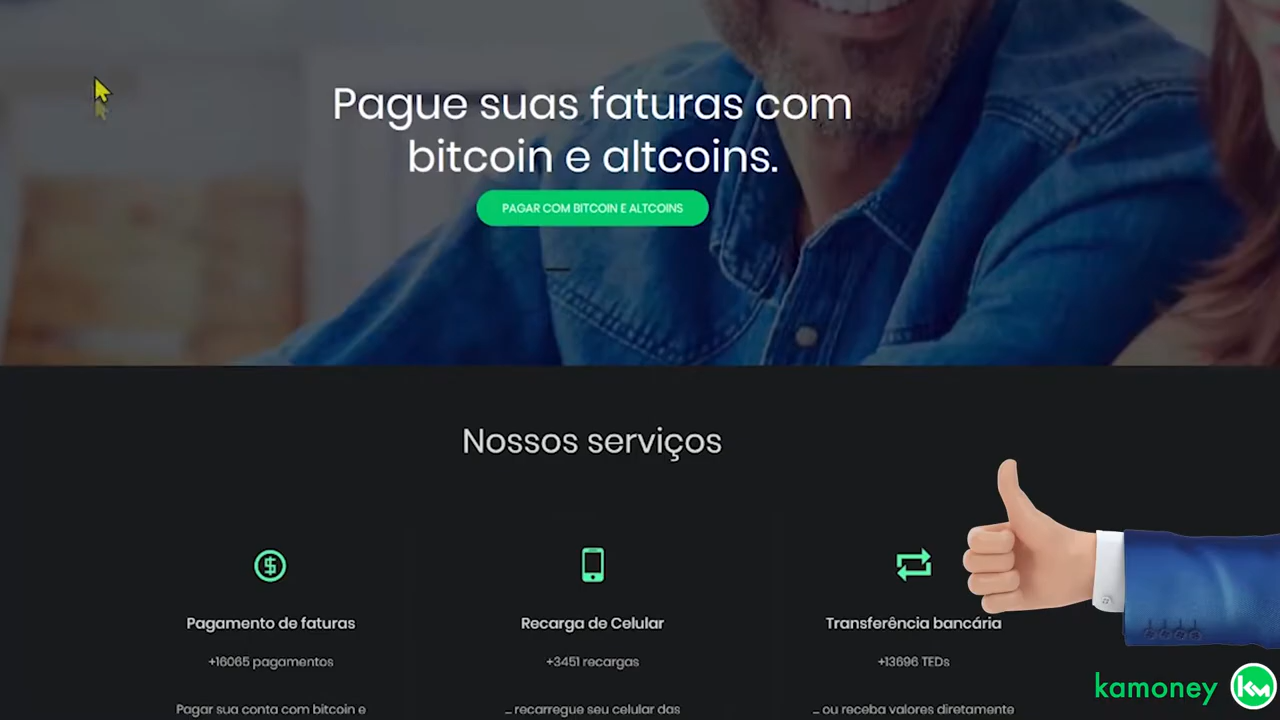 Pague suas faturas com
bitcoin e altcoins.
PAGAR COM BITCOIN E ALTCOINS
Nossos serviços
Pagamento de faturas
Recarga de Celular
Transferência bancária
+16065 pagamentos
+3451 recargas
+13696 TEDs
Pagar sua conta com bitcoin e
... recarregue seu celular das
... ou receba valores diretamente
kamoney